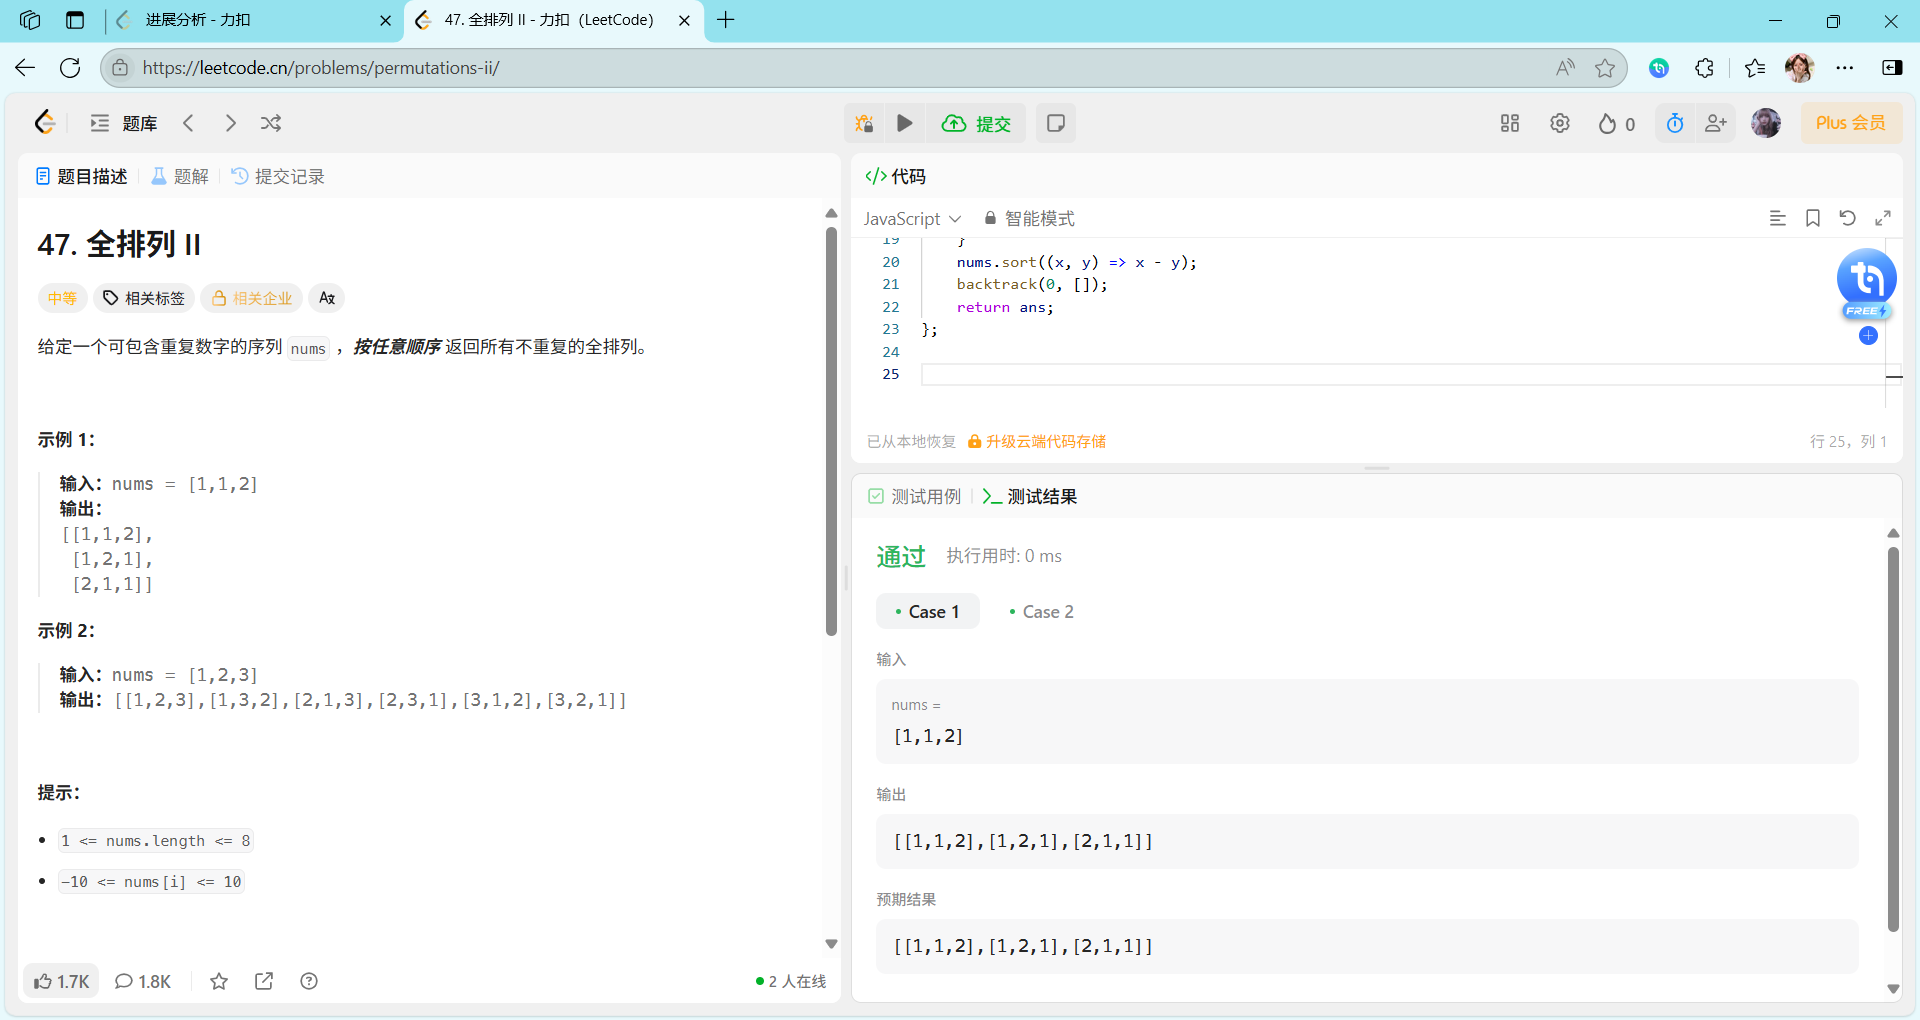 进展分析 - 力扣
47. 全排列 II - 力扣（LeetCode）
https://leetcode.cn/problems/permutations-ii/
题库
提交
0
Plus 会员
题目描述
题解
提交记录
47. 全排列 II
中等
相关标签
相关企业
给定一个可包含重复数字的序列 nums ，按任意顺序 返回所有不重复的全排列。
示例 1：
输入：nums = [1,1,2]
输出：
[[1,1,2],
[1,2,1],
[2,1,1]]
示例 2：
输入：nums = [1,2,3]
输出：[[1,2,3],[1,3,2],[2,1,3],[2,3,1],[3,1,2],[3,2,1]]
提示：
1 <= nums.length <= 8
-10 <= nums[i] <= 10
1.7K
1.8K
2 人在线
</> 代码
JavaScript
智能模式
19 }
20 nums.sort((x, y) => x - y);
21 backtrack(0, []);
22 return ans;
23 };
24
25
FREE
已从本地恢复
升级云端代码存储
行 25，列 1
测试用例
测试结果
通过
执行用时: 0 ms
Case 1
Case 2
输入
nums =
[1,1,2]
输出
[[1,1,2],[1,2,1],[2,1,1]]
预期结果
[[1,1,2],[1,2,1],[2,1,1]]